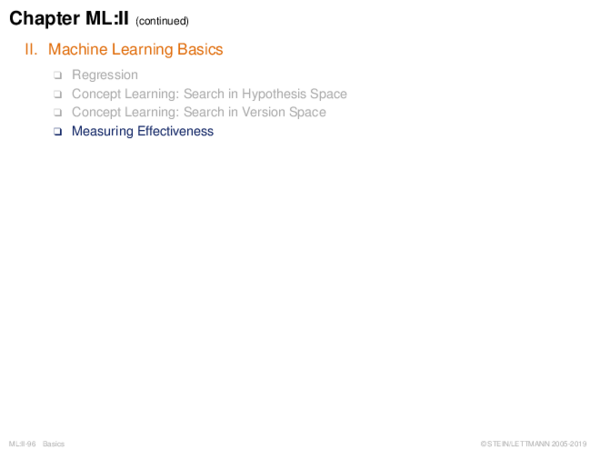 Chapter ML:II (continued)
II. Machine Learning Basics
❑ Regression
❑ Concept Learning: Search in Hypothesis Space
❑ Concept Learning: Search in Version Space
❑ Measuring Effectiveness
ML:II-96 Basics
© STEIN/LETTMANN 2005-2019